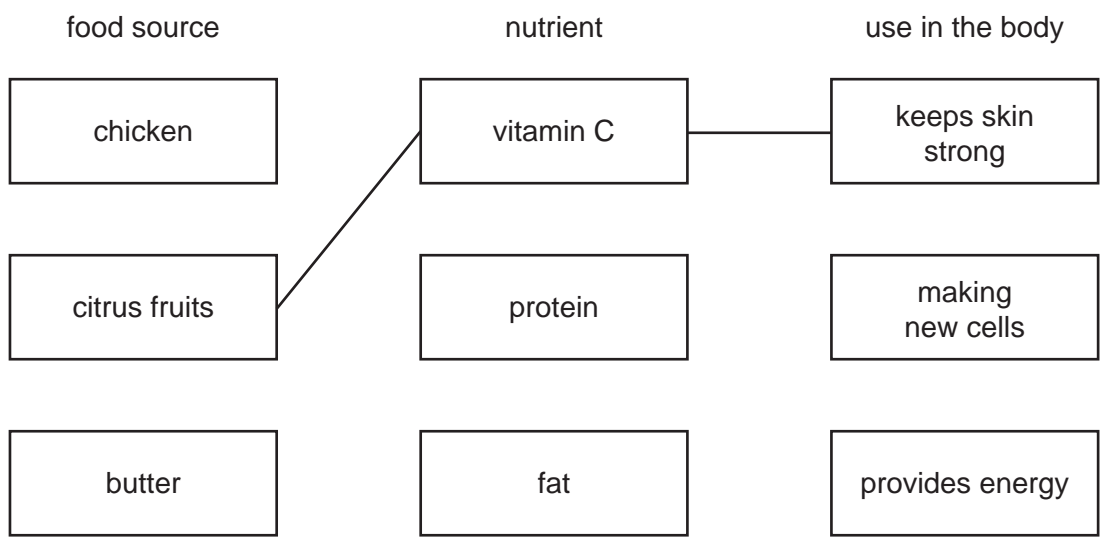 food source
nutrient
use in the body
chicken
vitamin C
keeps skin
strong
citrus fruits
protein
making
new cells
butter
fat
provides energy